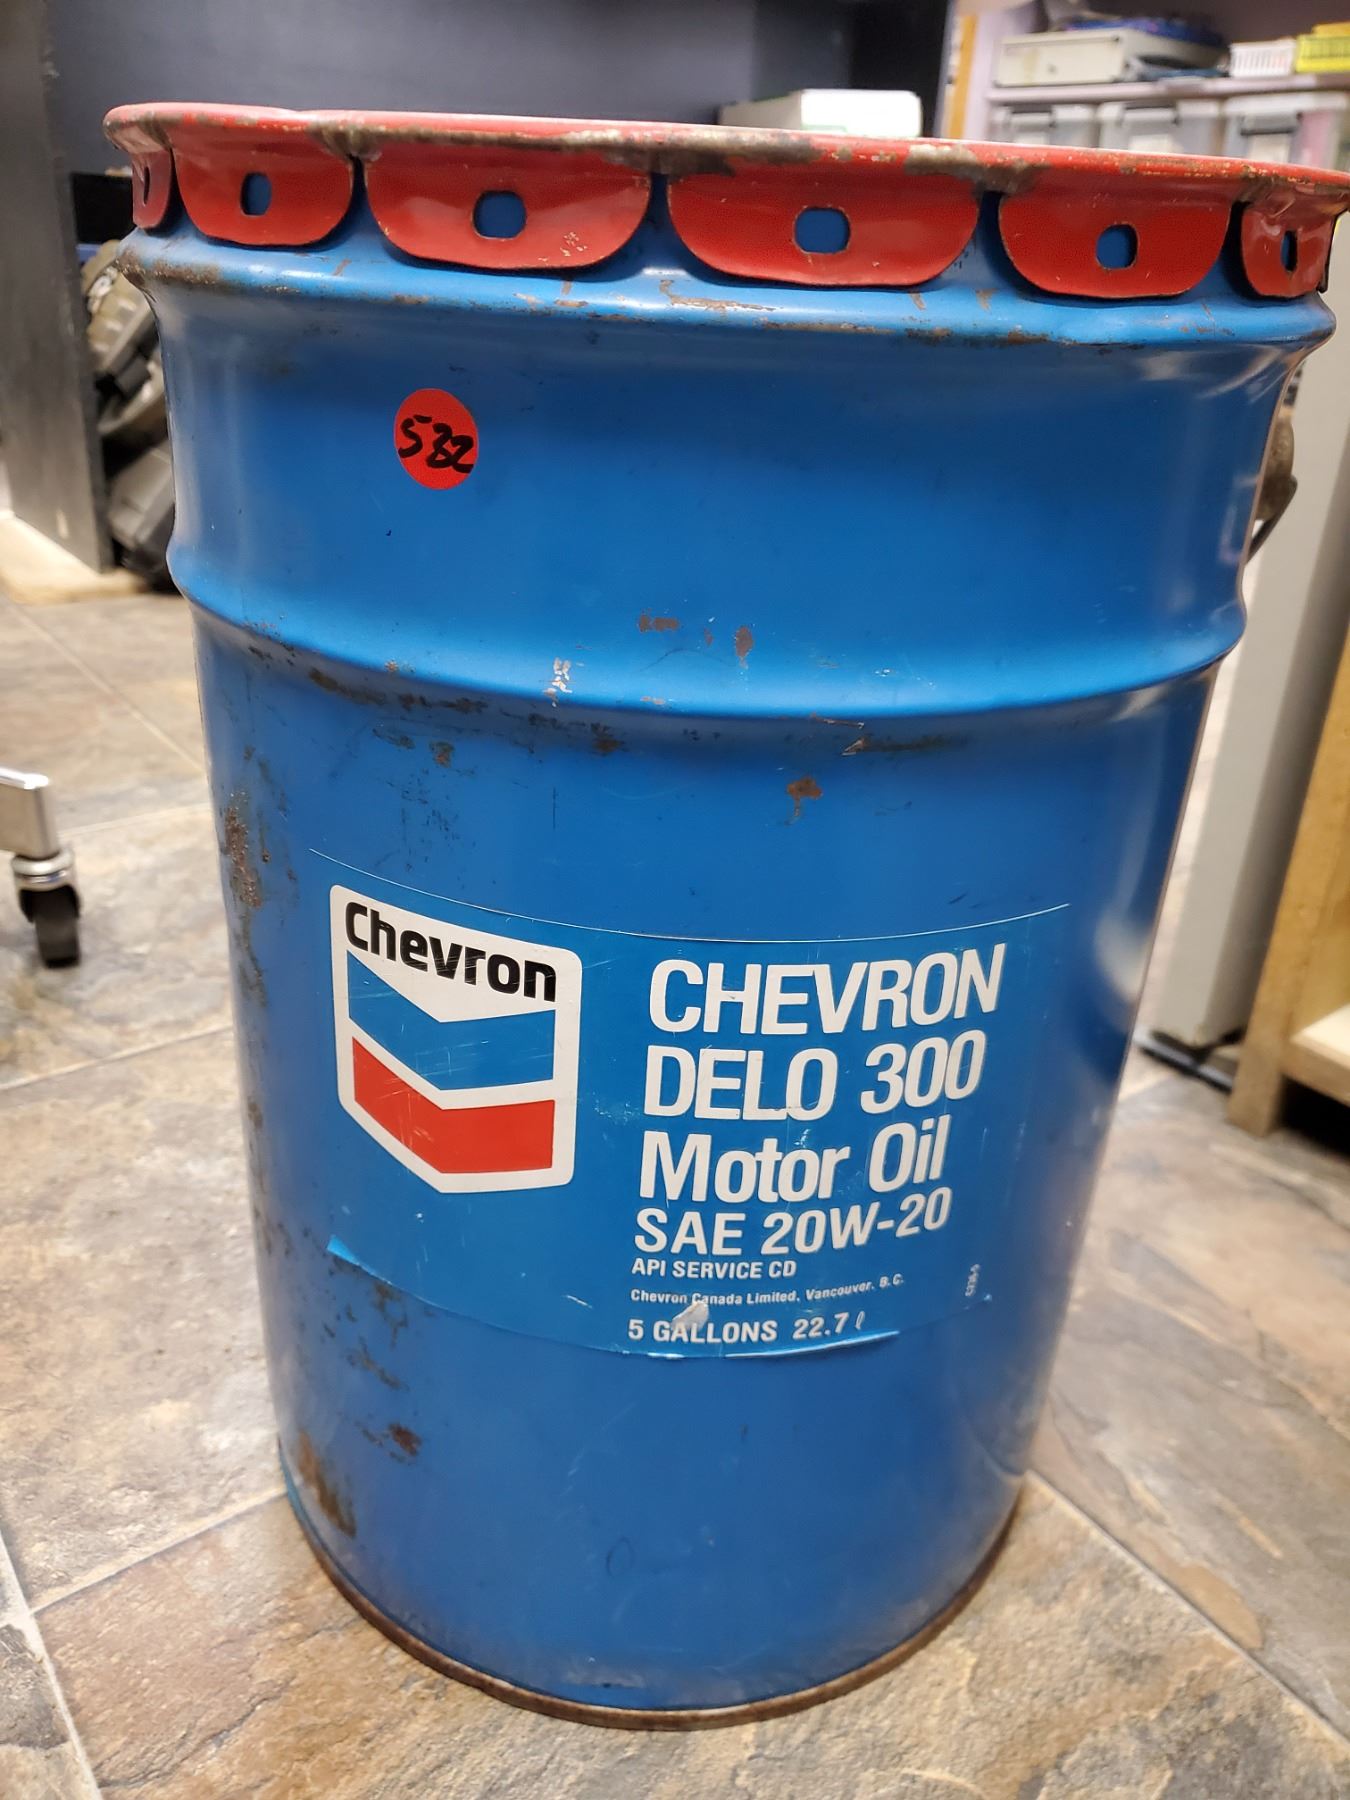 582
Chevron
CHEVRON
DELO 300
Motor Oil
SAE 20W-20
API SERVICE CD
Chevron Canada Limited, Vancouver, B.C.
5 GALLONS 22.7 ℓ